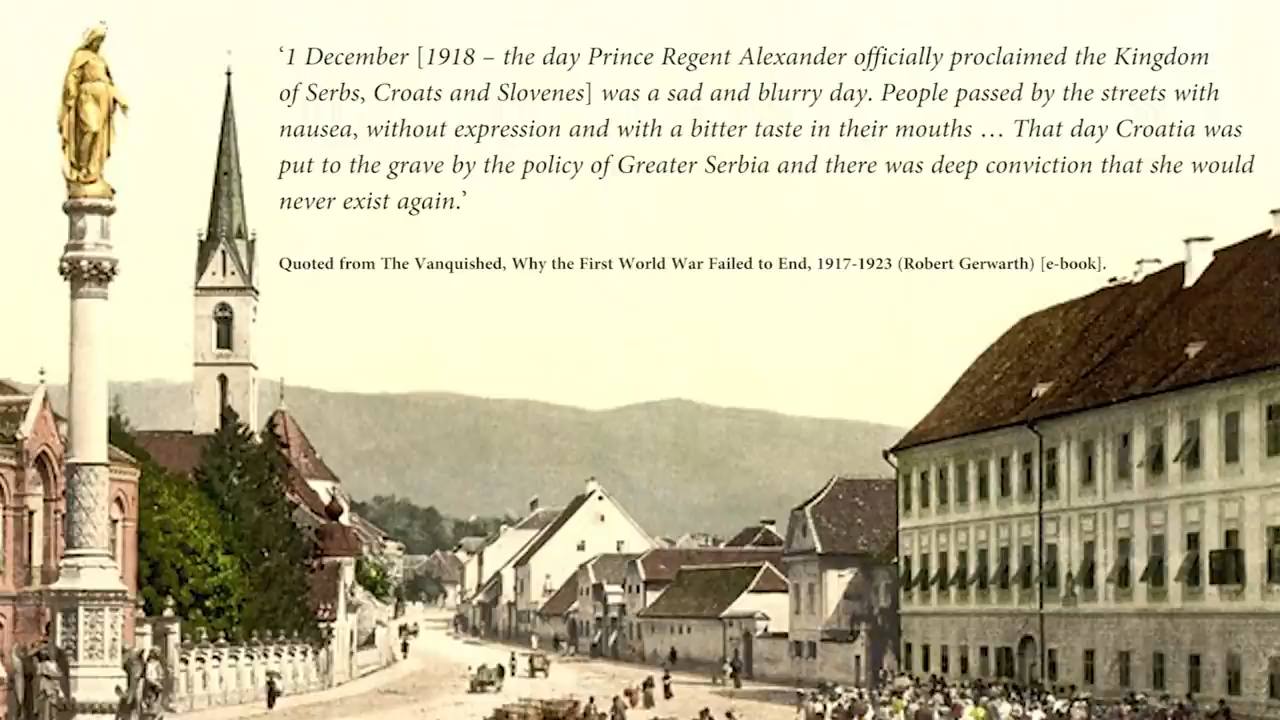 ‘1 December [1918 – the day Prince Regent Alexander officially proclaimed the Kingdom
of Serbs, Croats and Slovenes] was a sad and blurry day. People passed by the streets with
nausea, without expression and with a bitter taste in their mouths … That day Croatia was
put to the grave by the policy of Greater Serbia and there was deep conviction that she would
never exist again.’
Quoted from The Vanquished, Why the First World War Failed to End, 1917-1923 (Robert Gerwarth) [e-book].